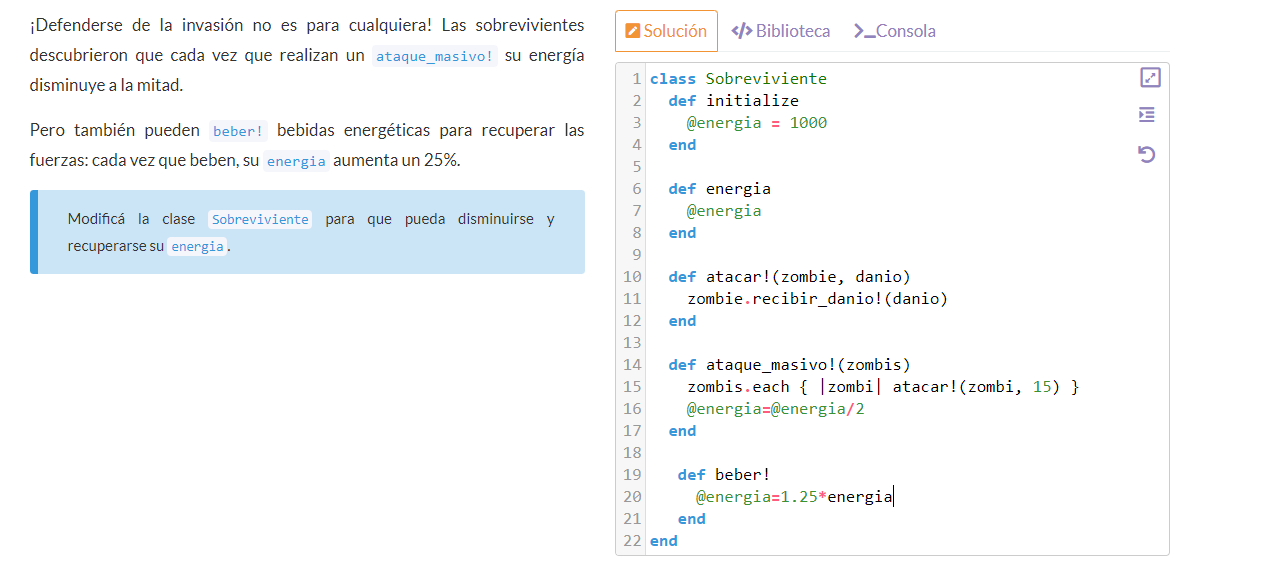 ¡Defenderse de la invasión no es para cualquiera! Las sobrevivientes
descubrieron que cada vez que realizan un ataque_masivo! su energía
disminuye a la mitad.
Pero también pueden beber! bebidas energéticas para recuperar las
fuerzas: cada vez que beben, su energia aumenta un 25%.
Modificá la clase Sobreviviente para que pueda disminuirse y
recuperarse su energia.
Solución </> Biblioteca >_Consola
1 class Sobreviviente
2   def initialize
3     @energia = 1000
4   end
5
6   def energia
7     @energia
8   end
9
10   def atacar!(zombie, danio)
11     zombie.recibir_danio!(danio)
12   end
13
14   def ataque_masivo!(zombis)
15     zombis.each { |zombi| atacar!(zombi, 15) }
16     @energia=@energia/2
17   end
18
19    def beber!
20      @energia=1.25*energia
21    end
22 end